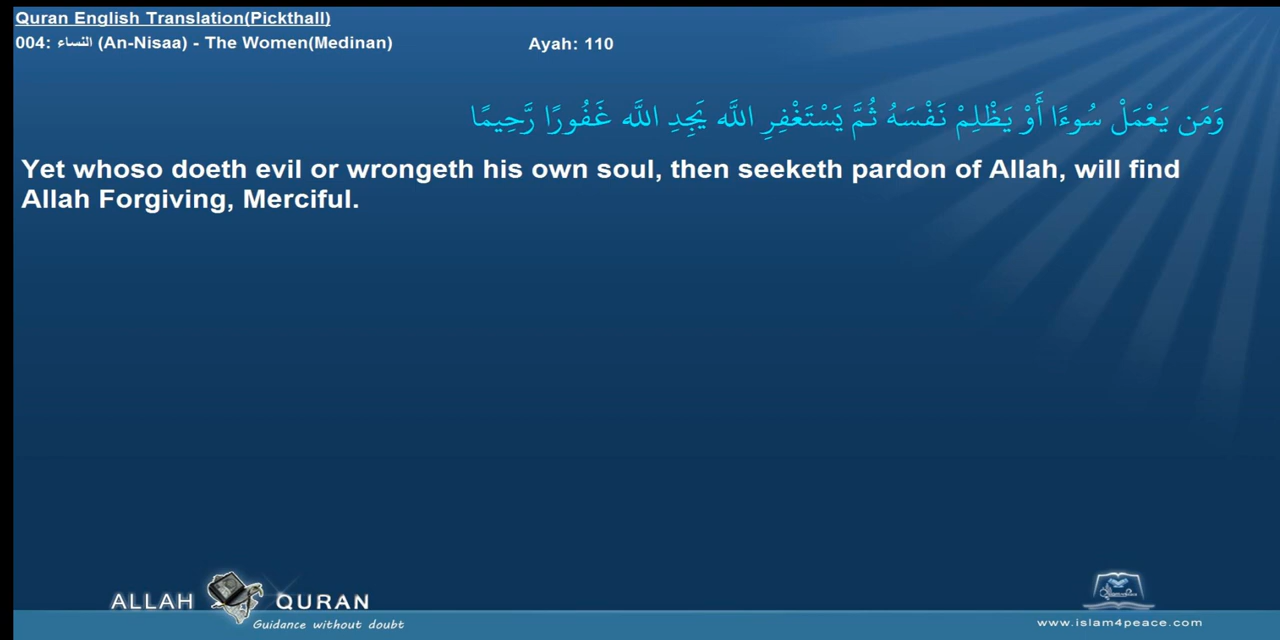 Quran English Translation(Pickthall)
004: النساء (An-Nisaa) - The Women(Medinan) Ayah: 110
وَمَن يَعْمَلْ سُوءًا أَوْ يَظْلِمْ نَفْسَهُ ثُمَّ يَسْتَغْفِرِ اللَّه يَجِدِ اللَّه غَفُورًا رَّحِيمًا
Yet whoso doeth evil or wrongeth his own soul, then seeketh pardon of Allah, will find
Allah Forgiving, Merciful.
ALLAH QURAN
Guidance without doubt
www.islam4peace.com